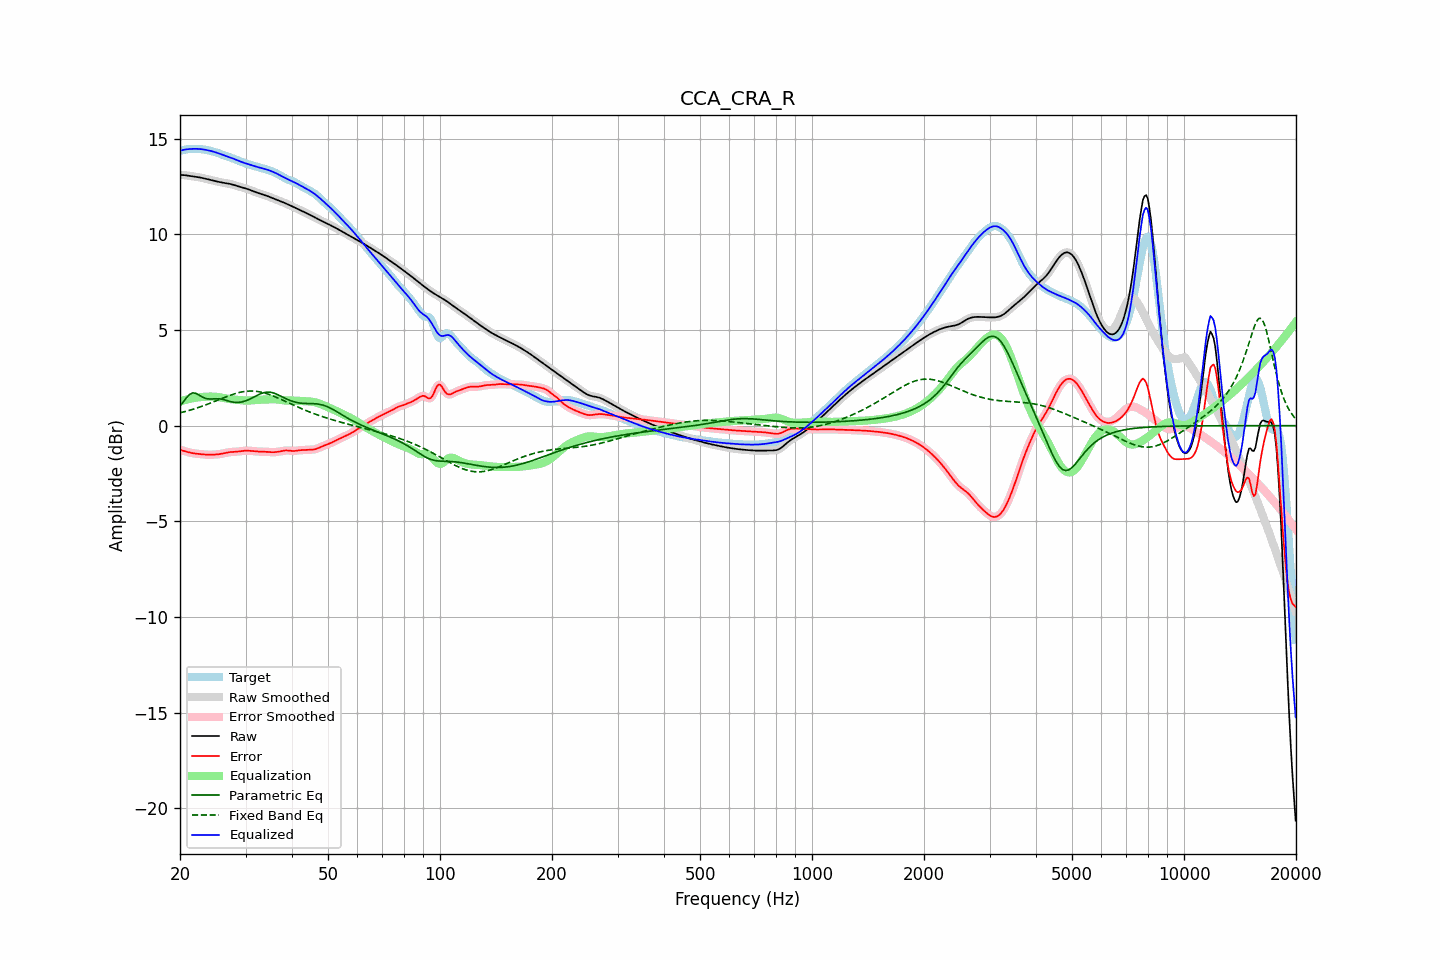 CCA_CRA_R
Amplitude (dBr)
15
10
5
0
−5
−10
−15
−20
Target
Raw Smoothed
Error Smoothed
Raw
Error
Equalization
Parametric Eq
Fixed Band Eq
Equalized
20 50 100 200 500 1000 2000 5000 10000 20000
Frequency (Hz)